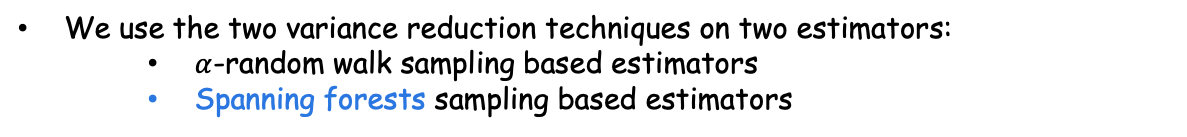 • We use the two variance reduction techniques on two estimators:
• α-random walk sampling based estimators
• Spanning forests sampling based estimators